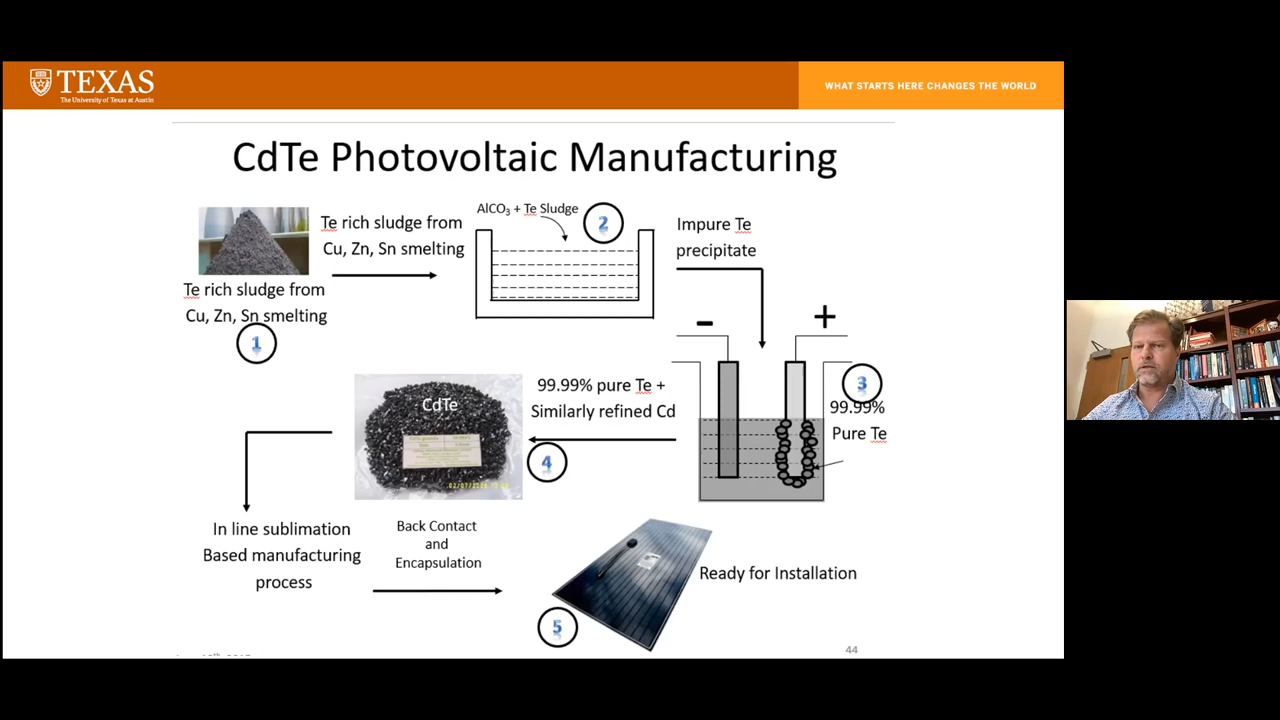 TEXAS
The University of Texas at Austin
WHAT STARTS HERE CHANGES THE WORLD
CdTe Photovoltaic Manufacturing
Te rich sludge from
Cu, Zn, Sn smelting
1
Te rich sludge from
Cu, Zn, Sn smelting
AlCO₃ + Te Sludge
2
Impure Te
precipitate
-
+
3
99.99%
Pure Te
99.99% pure Te +
Similarly refined Cd
4
CdTe
In line sublimation
Based manufacturing
process
Back Contact
and
Encapsulation
5
Ready for Installation
44